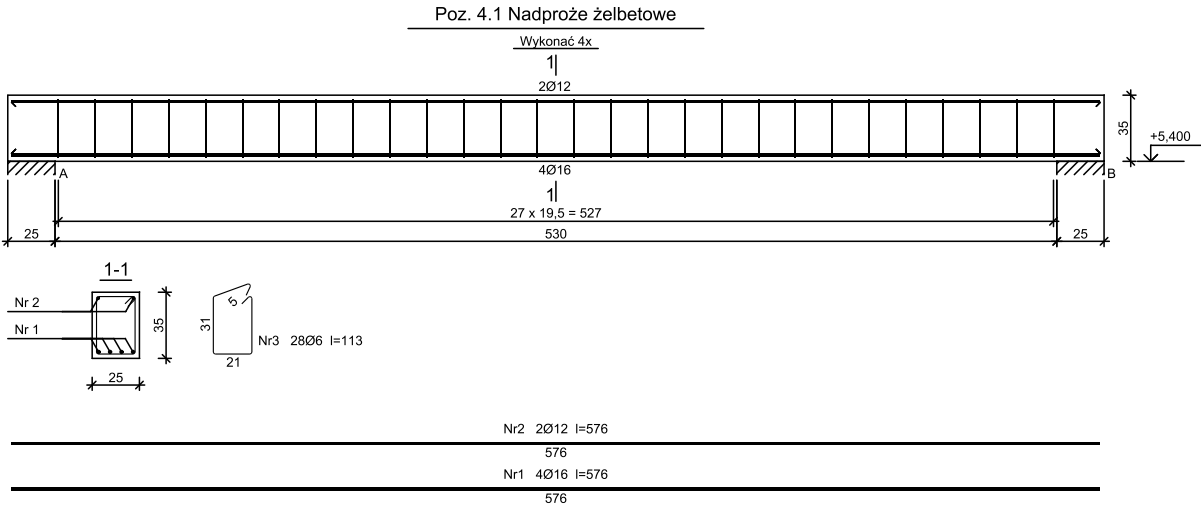 Poz. 4.1 Nadproże żelbetowe
Wykonać 4x
1
2Ø12
35
+5,400
A
4Ø16
B
1
27 x 19,5 = 527
25
530
25
1-1
Nr 2
Nr 1
35
25
5
31
21
Nr3 28Ø6 l=113
Nr2 2Ø12 l=576
576
Nr1 4Ø16 l=576
576